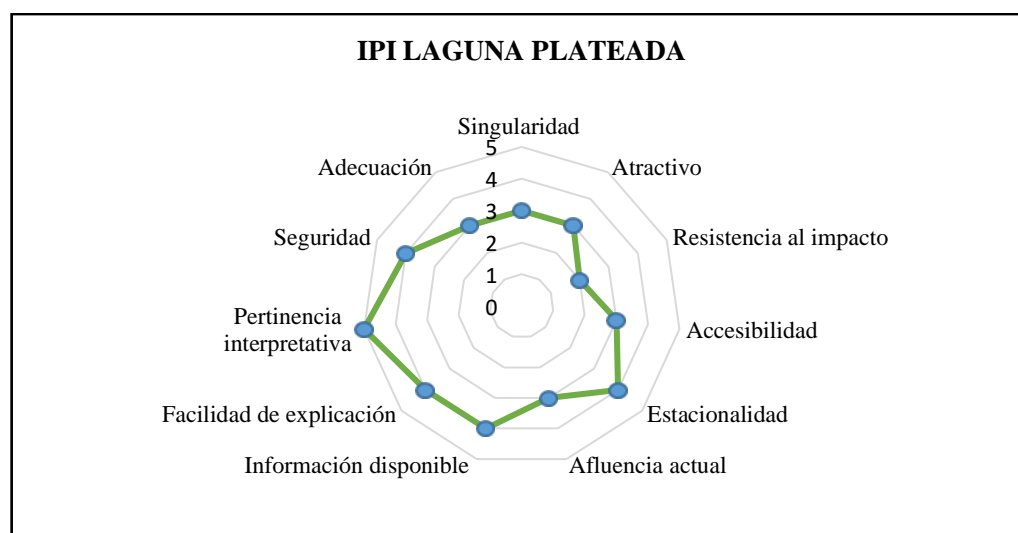 IPI LAGUNA PLATEADA
Singularidad
Atractivo
Resistencia al impacto
Accesibilidad
Estacionalidad
Afluencia actual
Información disponible
Facilidad de explicación
Pertinencia
interpretativa
Seguridad
Adecuación
5
4
3
2
1
0